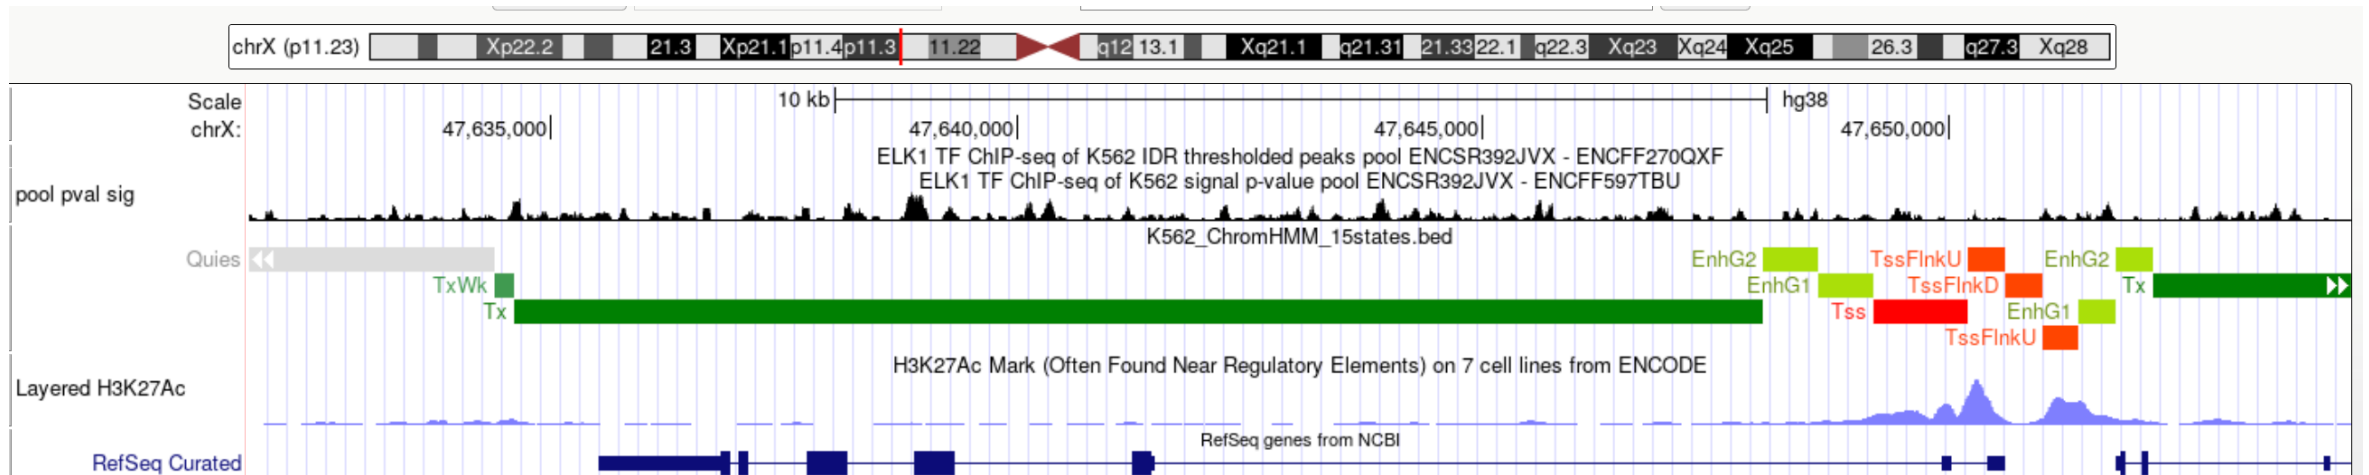 chrX (p11.23) Xp22.2 21.3 Xp21.1 p11.4 p11.3 11.22 q12 13.1 Xq21.1 q21.31 21.33 22.1 q22.3 Xq23 Xq24 Xq25 26.3 q27.3 Xq28
Scale 10 kb hg38
chrX: 47,635,000 47,640,000 47,645,000 47,650,000
ELK1 TF ChIP-seq of K562 IDR thresholded peaks pool ENCSR392JVX - ENCFF270QXF
ELK1 TF ChIP-seq of K562 signal p-value pool ENCSR392JVX - ENCFF597TBU
pool pval sig
K562_ChromHMM_15states.bed
Quies EnhG2 TssFlnkU EnhG2
TxWk EnhG1 TssFlnkD Tx
Tx Tss EnhG1
TssFlnkU
H3K27Ac Mark (Often Found Near Regulatory Elements) on 7 cell lines from ENCODE
Layered H3K27Ac
RefSeq genes from NCBI
RefSeq Curated